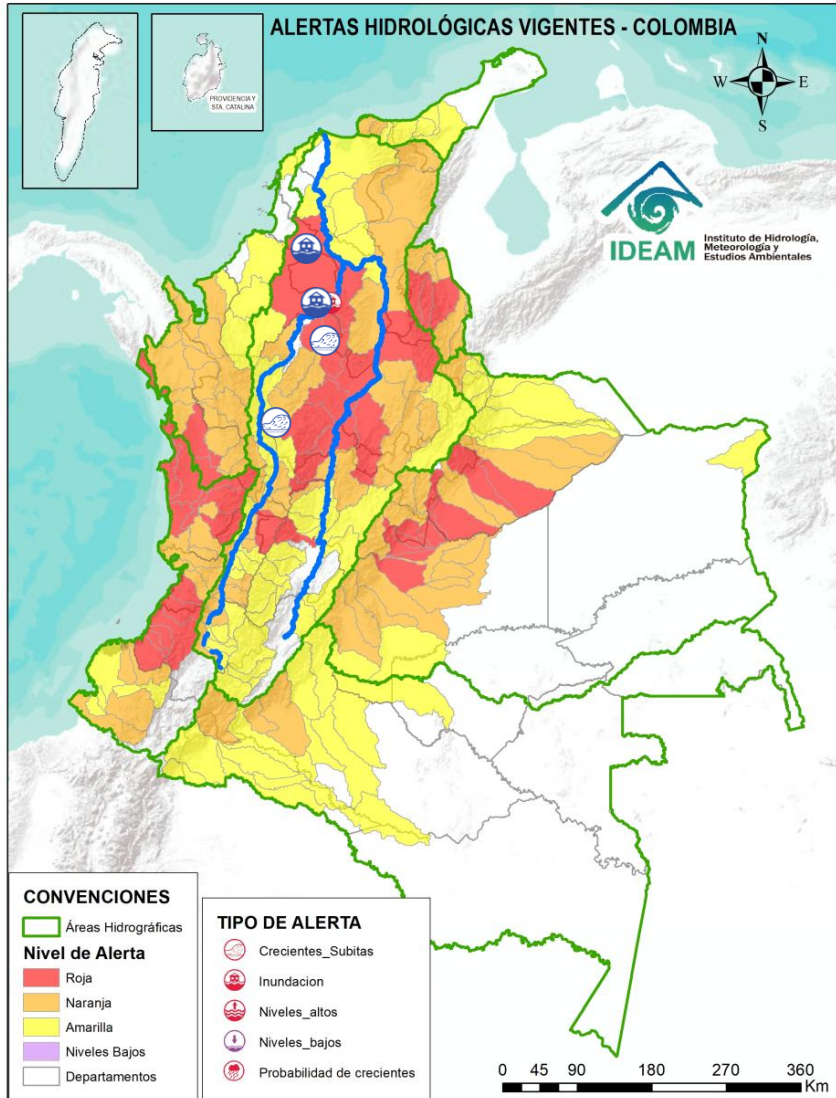 ALERTAS HIDROLÓGICAS VIGENTES - COLOMBIA
PROVIDENCIA Y
STA. CATALINA
N
W
E
S
IDEAM
Instituto de Hidrología,
Meteorología y
Estudios Ambientales
CONVENCIONES
Áreas Hidrográficas
Nivel de Alerta
Roja
Naranja
Amarilla
Niveles Bajos
Departamentos
TIPO DE ALERTA
Crecientes_Subitas
Inundacion
Niveles_altos
Niveles_bajos
Probabilidad de crecientes
0 45 90 180 270 360
Km